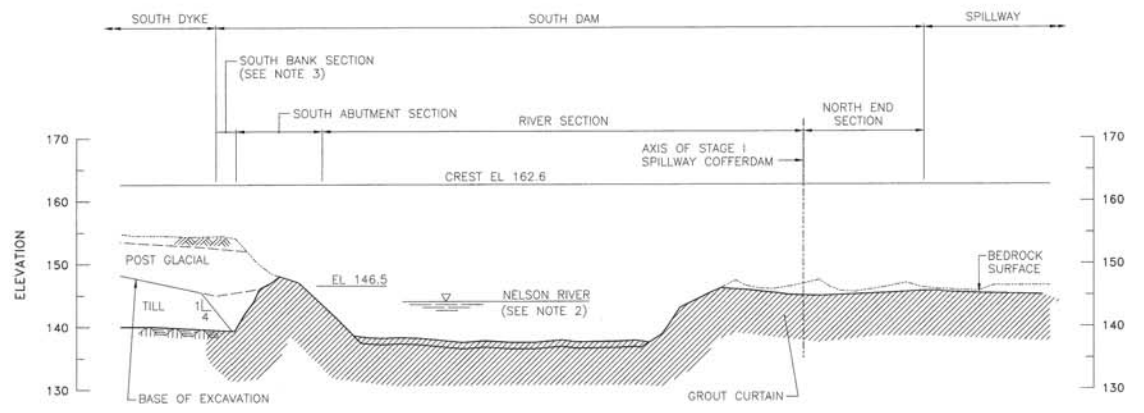 SOUTH DYKE
SOUTH DAM
SPILLWAY
SOUTH BANK SECTION
(SEE NOTE 3)
SOUTH ABUTMENT SECTION
RIVER SECTION
NORTH END
SECTION
AXIS OF STAGE I
SPILLWAY COFFERDAM
CREST EL 162.6
ELEVATION
170
160
150
140
130
170
160
150
140
130
POST GLACIAL
TILL
1
4
EL 146.5
NELSON RIVER
(SEE NOTE 2)
BEDROCK
SURFACE
BASE OF EXCAVATION
GROUT CURTAIN